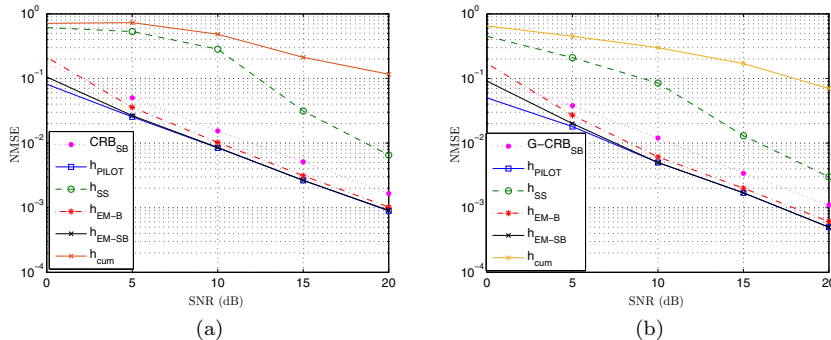 10^0
10^-1
10^-2
10^-3
10^-4
NMSE
0
5
10
15
20
SNR (dB)
CRB_SB
h_PILOT
h_SS
h_EM-B
h_EM-SB
h_cum
(a)
10^0
10^-1
10^-2
10^-3
10^-4
NMSE
0
5
10
15
20
SNR (dB)
G-CRB_SB
h_PILOT
h_SS
h_EM-B
h_EM-SB
h_cum
(b)